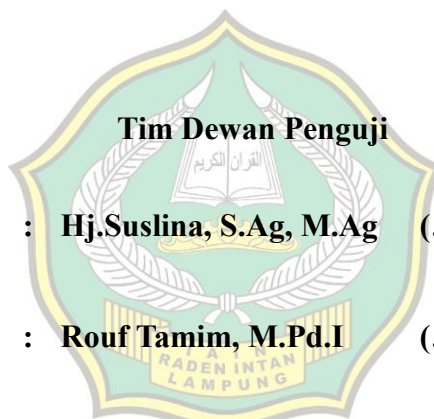 Tim Dewan Penguji
القرآن الكريم
: Hj.Suslina, S.Ag, M.Ag (.
: Rouf Tamim, M.Pd.I (.
I A I N
RADEN INTAN
LAMPUNG